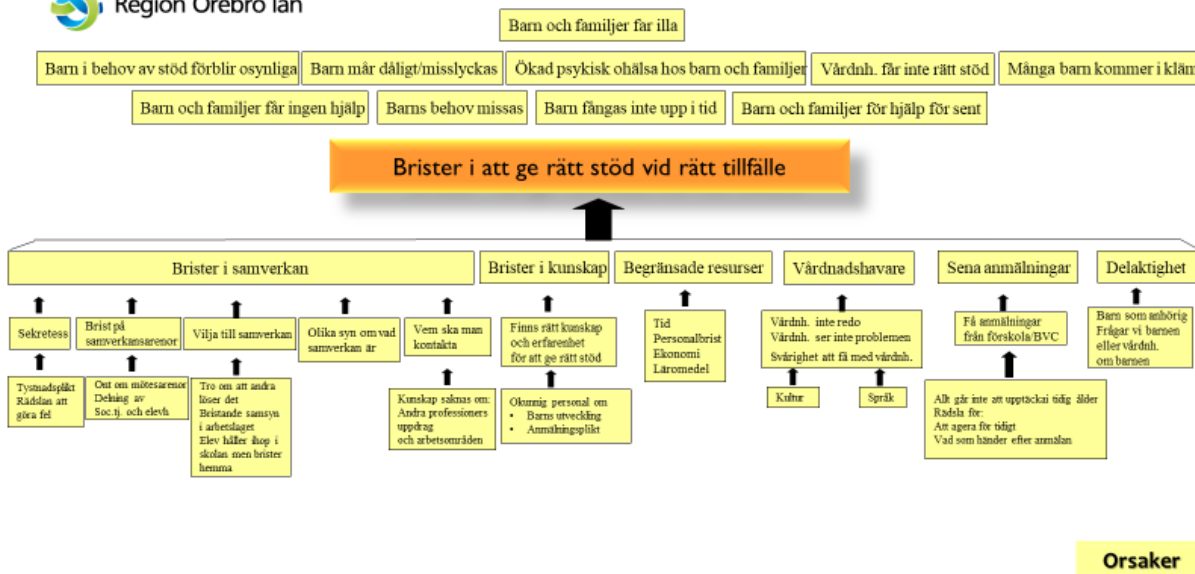 Region Örebro län
Barn och familjer far illa
Barn i behov av stöd förblir osynliga
Barn mår dåligt/misslyckas
Ökad psykisk ohälsa hos barn och familjer
Vårdnh. får inte rätt stöd
Många barn kommer i kläm
Barn och familjer får ingen hjälp
Barns behov missas
Barn fångas inte upp i tid
Barn och familjer för hjälp för sent
Brister i att ge rätt stöd vid rätt tillfälle
Brister i samverkan
Brister i kunskap
Begränsade resurser
Vårdnadshavare
Sena anmälningar
Delaktighet
Sekretess
Brist på
samverkansarenor
Vilja till samverkan
Olika syn om vad
samverkan är
Vem ska man
kontakta
Finns rätt kunskap
och erfarenhet
för att ge rätt stöd
Tid
Personalbrist
Ekonomi
Läromedel
Vårdnh. inte redo
Vårdnh. ser inte problemen
Svårighet att få med vårdnh.
Få anmälningar
från förskola/BVC
Barn som anhörig
Frågar vi barnen
eller vårdnh.
om barnen
Tystnadsplikt
Rädslan att
göra fel
Ont om mötesarenor
Delning av
Soc.tj. och elevh
Tro om att andra
löser det
Bristande samsyn
i arbetslaget
Elev håller ihop i
skolan men brister
hemma
Kunskap saknas om:
Andra professioners
uppdrag
och arbetsområden
Okunnig personal om
• Barns utveckling
• Anmälningsplikt
Kultur
Språk
Allt går inte att upptäckai tidig ålder
Rädsla för:
Att agera för tidigt
Vad som händer efter anmälan
Orsaker